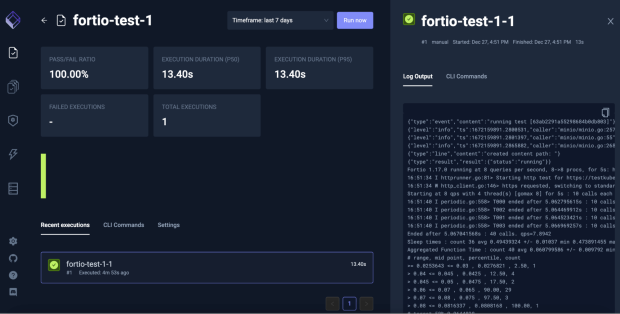 fortio-test-1
Timeframe: last 7 days
Run now
PASS/FAIL RATIO
100.00%
EXECUTION DURATION (P50)
13.40s
EXECUTION DURATION (P95)
13.40s
FAILED EXECUTIONS
-
TOTAL EXECUTIONS
1
Recent executions
CLI Commands
Settings
fortio-test-1-1
#1 Executed: 6m 53s ago
13.40s
1
fortio-test-1-1
#1 manual Started: Dec 27, 4:51 PM Finished: Dec 27, 4:51 PM 13s
Log Output
CLI Commands
{"type":"event","content":"running test
{"level":"info","ts":1672159891.2800531,"caller":"minio/minio.go:257
{"level":"info","ts":1672159891.2801397,"caller":"minio/minio.go:55"
{"level":"info","ts":1672159891.2865882,"caller":"minio/minio.go:268
{"type":"line","content":"created content path: "}
{"type":"result","result":{"status":"running"}}
Fortio 1.17.0 running at 8 queries per second, 8->8 procs, for 5s: h
16:51:34 I httprunner.go:81> Starting http test for https://testkube
16:51:34 W http_client.go:146> https requested, switching to standar
Starting at 8 qps with 4 thread(s) [gomax 8] for 5s : 10 calls each
16:51:40 I periodic.go:558> T000 ended after 5.062795615s : 10 calls
16:51:40 I periodic.go:558> T002 ended after 5.064469912s : 10 calls
16:51:40 I periodic.go:558> T001 ended after 5.064523421s : 10 calls
16:51:40 I periodic.go:558> T003 ended after 5.066969257s : 10 calls
Ended after 5.067041568s : 40 calls. qps=7.8942
Sleep times : count 36 avg 0.49439324 +/- 0.01037 min 0.473891455 ma
Aggregated Function Time : count 40 avg 0.060799586 +/- 0.009792 min
# range, mid point, percentile, count
>= 0.0253643 <= 0.03 , 0.0276821 , 2.50, 1
> 0.04 <= 0.045 , 0.0425 , 12.50, 4
> 0.045 <= 0.05 , 0.0475 , 17.50, 2
> 0.06 <= 0.07 , 0.065 , 90.00, 29
> 0.07 <= 0.08 , 0.075 , 97.50, 3
> 0.08 <= 0.0816337 , 0.0808168 , 100.00, 1